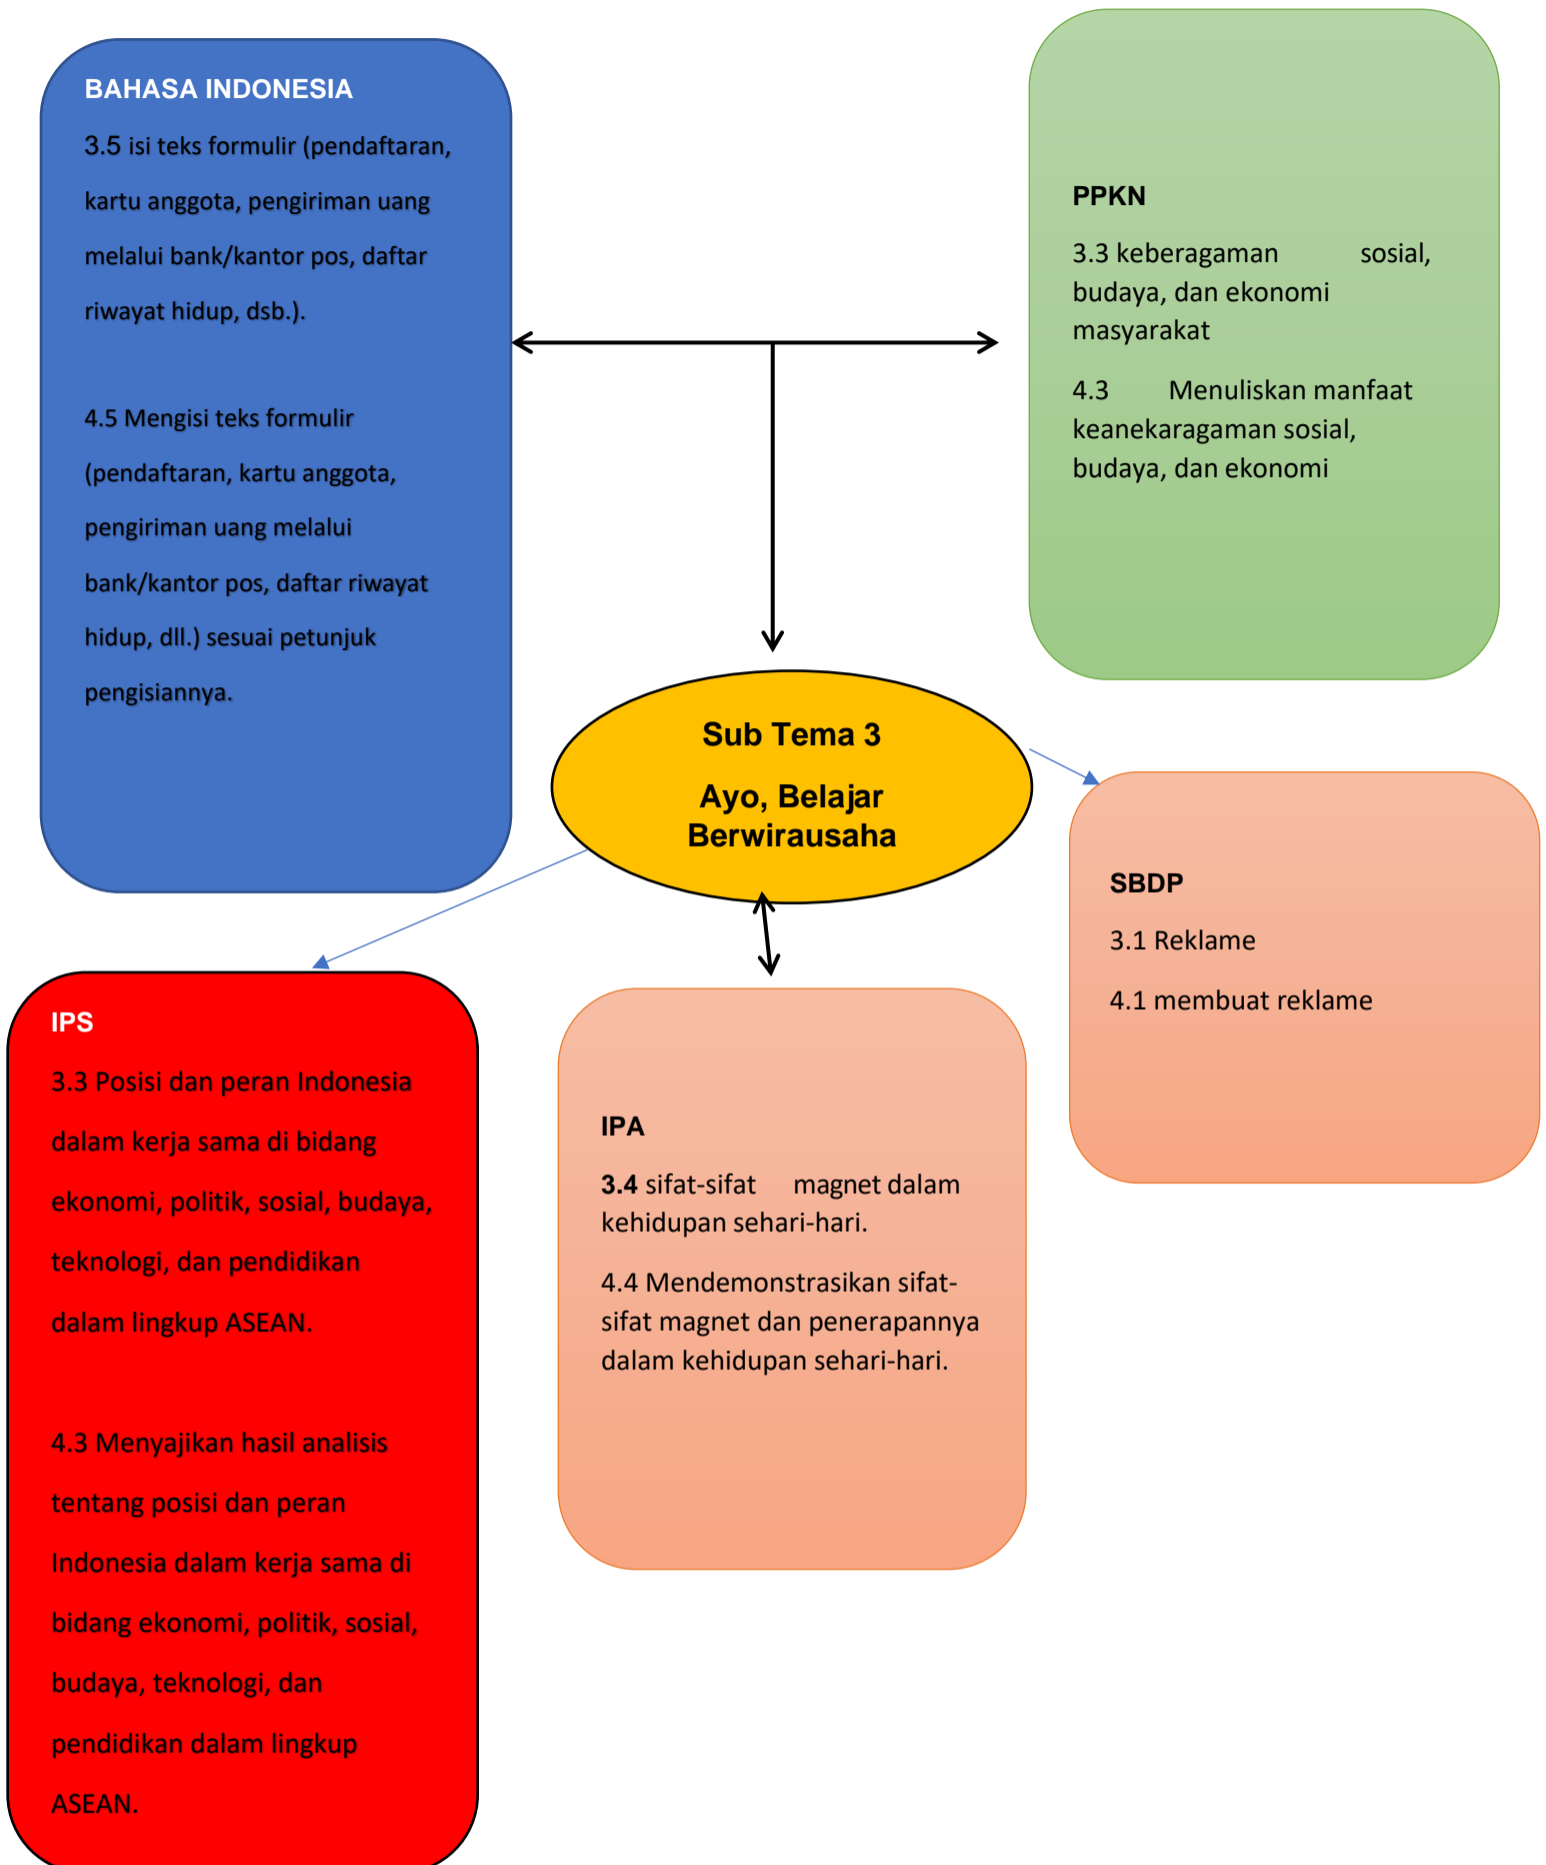 BAHASA INDONESIA
3.5 isi teks formulir (pendaftaran,
kartu anggota, pengiriman uang
melalui bank/kantor pos, daftar
riwayat hidup, dsb.).
4.5 Mengisi teks formulir
(pendaftaran, kartu anggota,
pengiriman uang melalui
bank/kantor pos, daftar riwayat
hidup, dll.) sesuai petunjuk
pengisiannya.
PPKN
3.3 keberagaman sosial,
budaya, dan ekonomi
masyarakat
4.3 Menuliskan manfaat
keanekaragaman sosial,
budaya, dan ekonomi
Sub Tema 3
Ayo, Belajar
Berwirausaha
SBDP
3.1 Reklame
4.1 membuat reklame
IPS
3.3 Posisi dan peran Indonesia
dalam kerja sama di bidang
ekonomi, politik, sosial, budaya,
teknologi, dan pendidikan
dalam lingkup ASEAN.
4.3 Menyajikan hasil analisis
tentang posisi dan peran
Indonesia dalam kerja sama di
bidang ekonomi, politik, sosial,
budaya, teknologi, dan
pendidikan dalam lingkup
ASEAN.
IPA
3.4 sifat-sifat magnet dalam
kehidupan sehari-hari.
4.4 Mendemonstrasikan sifat-
sifat magnet dan penerapannya
dalam kehidupan sehari-hari.